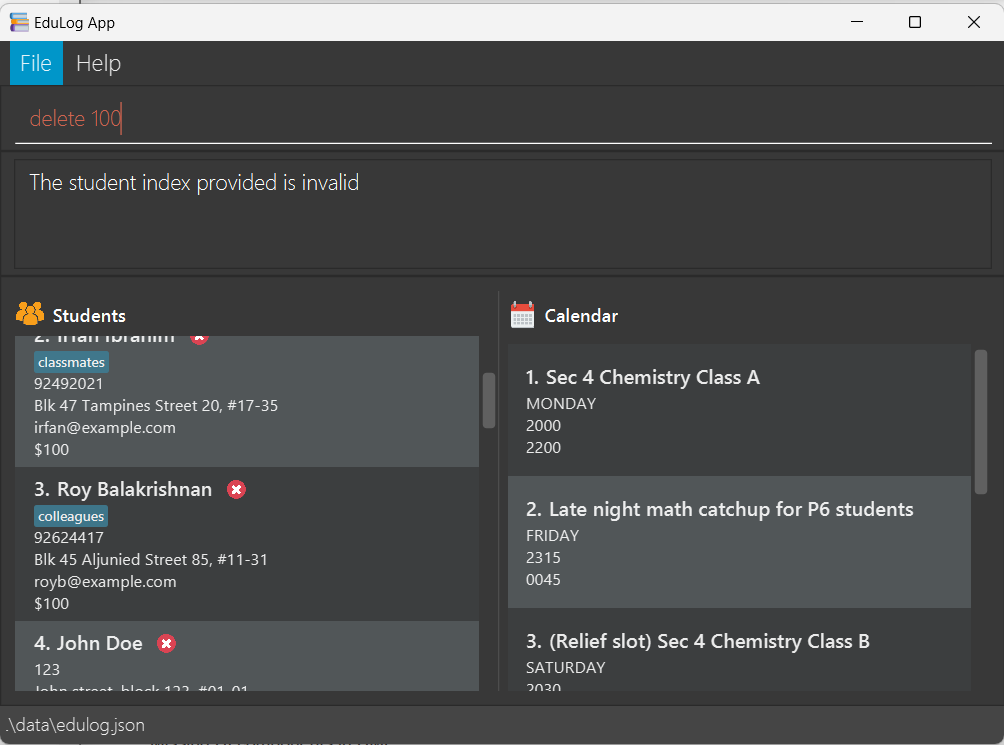 EduLog App
File Help
delete 100
The student index provided is invalid
Students
2. Irfan Ibrahim
classmates
92492021
Blk 47 Tampines Street 20, #17-35
irfan@example.com
$100
3. Roy Balakrishnan
colleagues
92624417
Blk 45 Aljunied Street 85, #11-31
royb@example.com
$100
4. John Doe
123
John street, block 123, #01-01
Calendar
1. Sec 4 Chemistry Class A
MONDAY
2000
2200
2. Late night math catchup for P6 students
FRIDAY
2315
0045
3. (Relief slot) Sec 4 Chemistry Class B
SATURDAY
2030
.\data\edulog.json